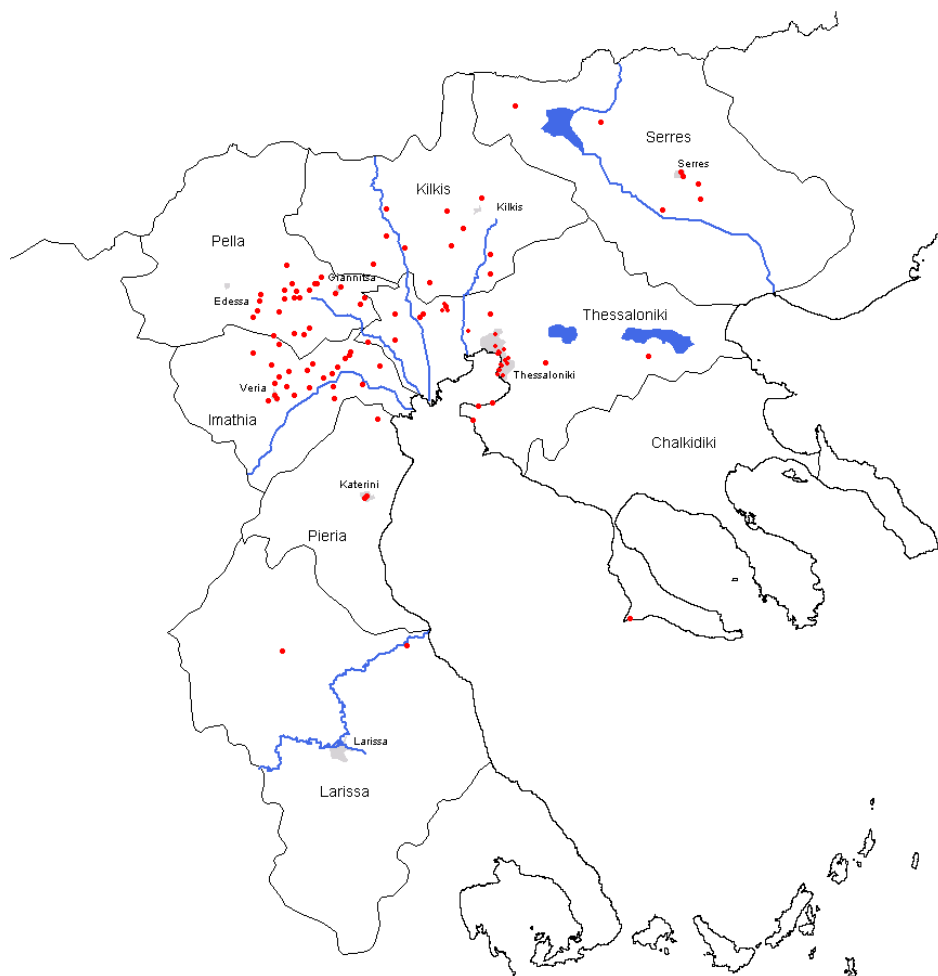 Serres
Serres
Kilkis
Kilkis
Pella
Giannitsa
Edessa
Thessaloniki
Thessaloniki
Veria
Imathia
Chalkidiki
Katerini
Pieria
Larissa
Larissa